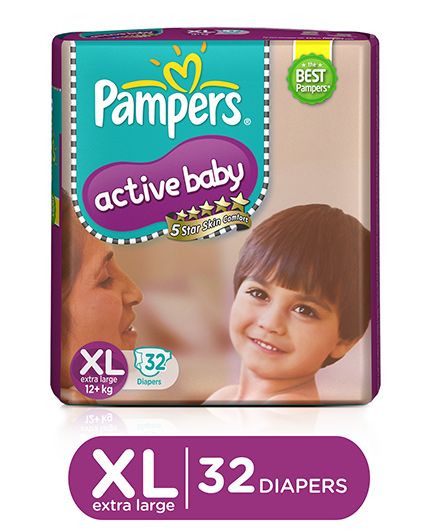 the
BEST
Pampers*
Pampers®
active baby
5 Star Skin Comfort
XL
extra large
12+ kg
32
Diapers
XL
extra large
32 DIAPERS